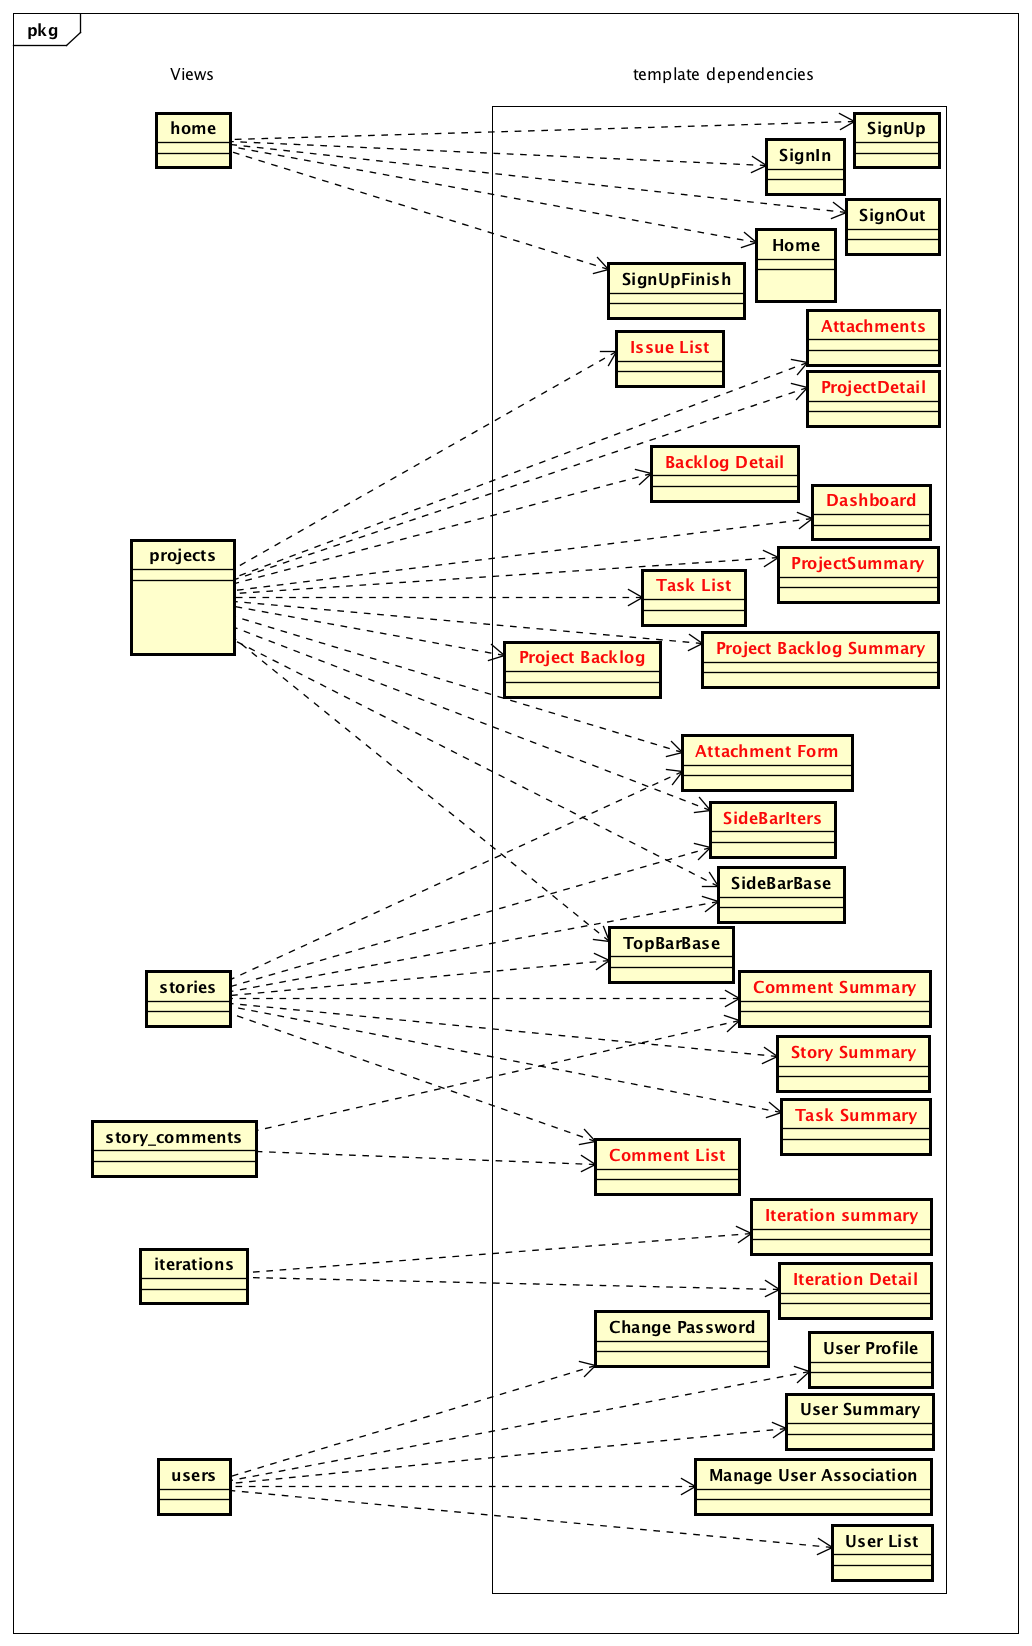 pkg
Views
template dependencies
home
SignUp
SignIn
SignOut
Home
SignUpFinish
Attachments
Issue List
ProjectDetail
Backlog Detail
Dashboard
projects
ProjectSummary
Task List
Project Backlog Summary
Project Backlog
Attachment Form
SideBarIters
SideBarBase
TopBarBase
stories
Comment Summary
Story Summary
Task Summary
story_comments
Comment List
Iteration summary
iterations
Iteration Detail
Change Password
User Profile
User Summary
users
Manage User Association
User List